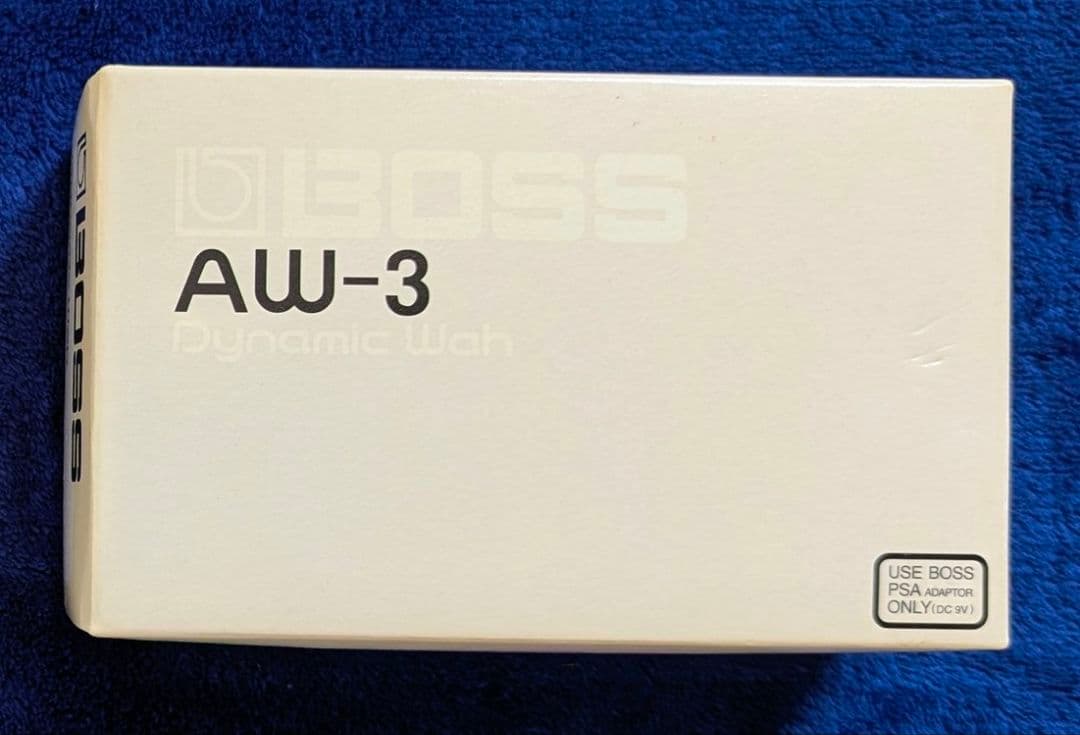 BOSS
BOSS
AW-3
Dynamic Wah
USE BOSS
PSA ADAPTOR
ONLY (DC 9V)